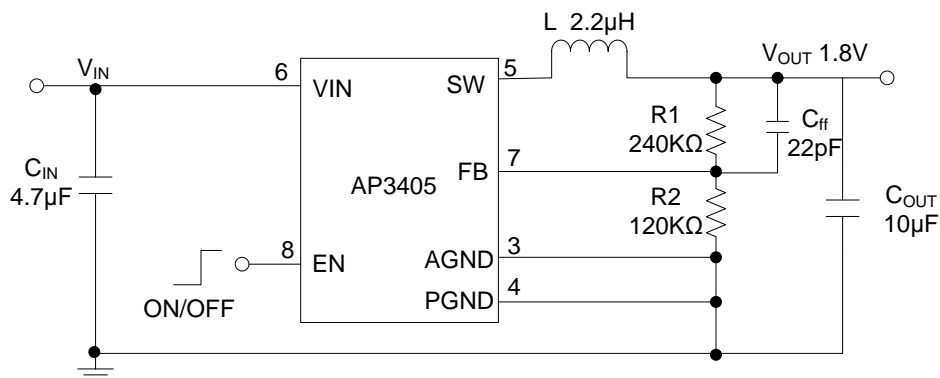 L 2.2µH
VOUT 1.8V
VIN
6
VIN
5
SW
R1
240KΩ
Cff
22pF
CIN
4.7µF
AP3405
7
FB
R2
120KΩ
COUT
10µF
8
EN
3
AGND
4
PGND
ON/OFF